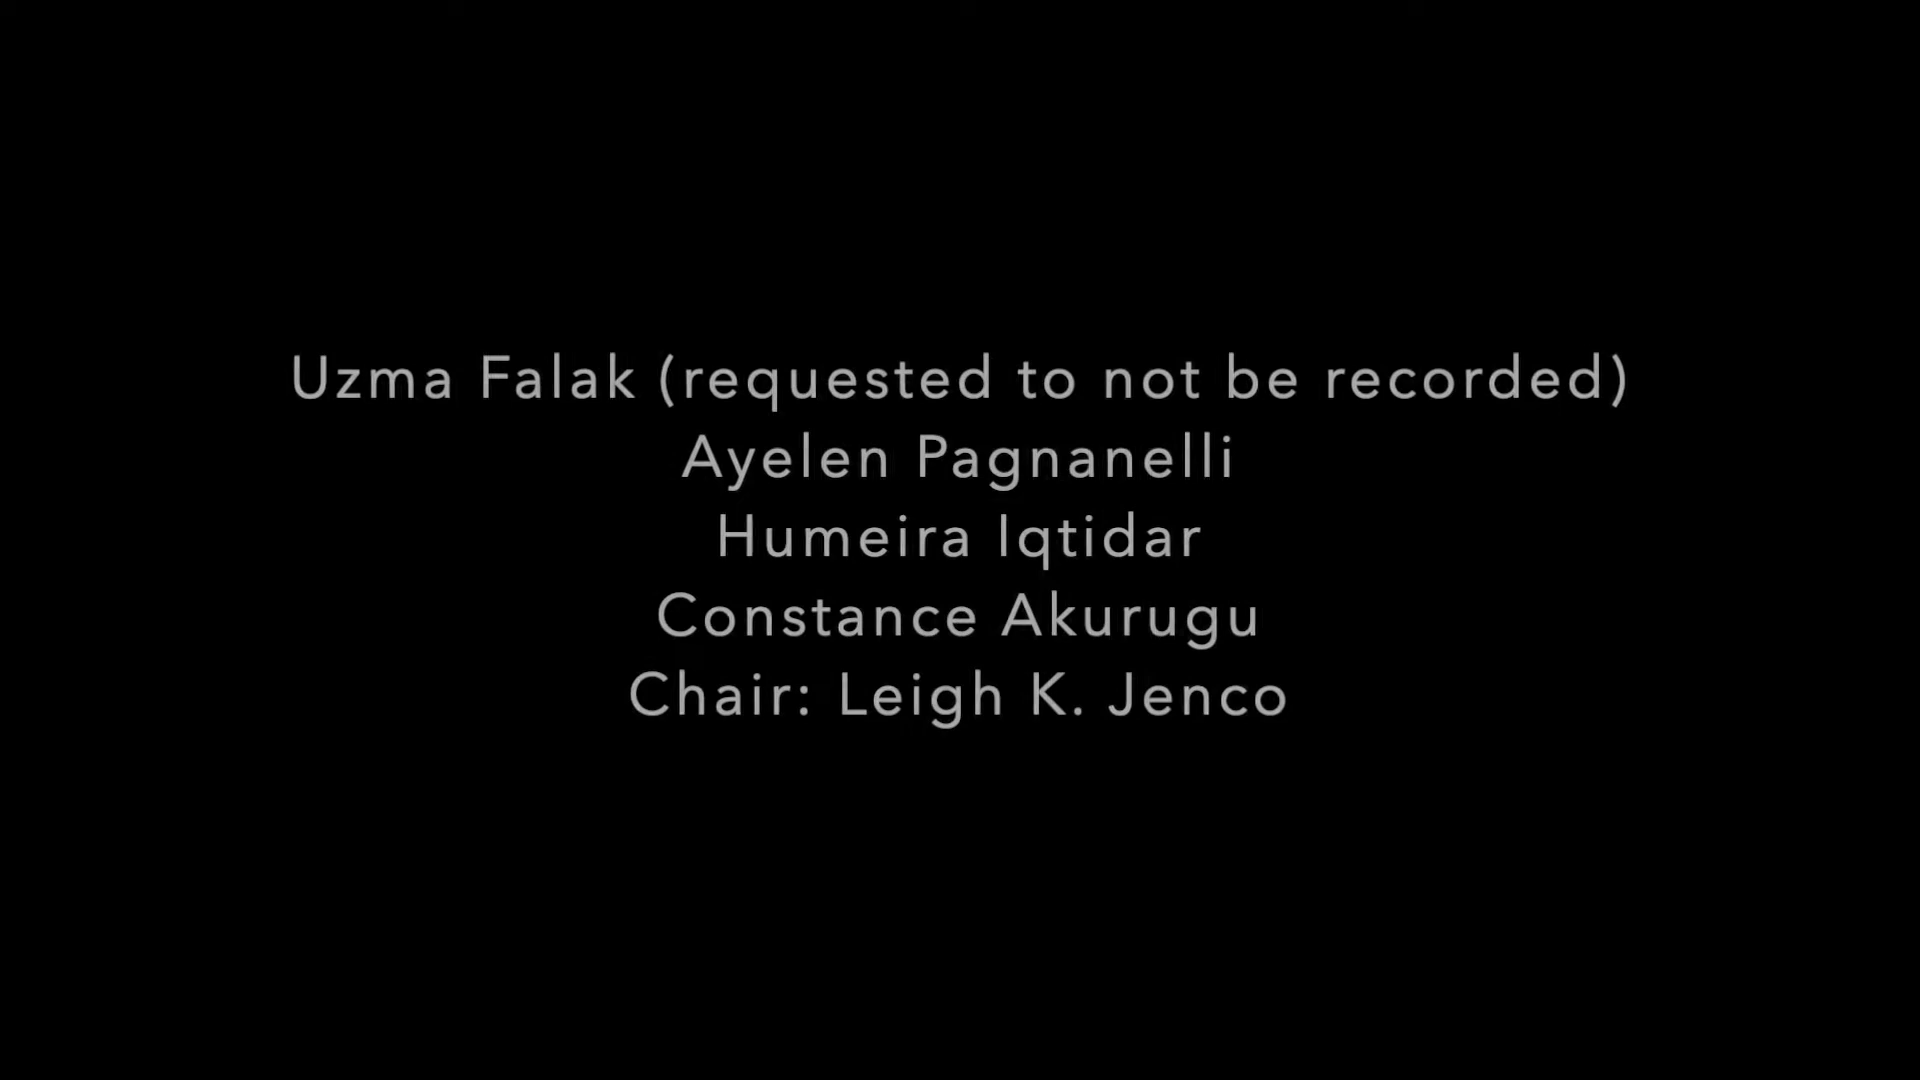 Uzma Falak (requested to not be recorded)
Ayelen Pagnanelli
Humeira Iqtidar
Constance Akurugu
Chair: Leigh K. Jenco